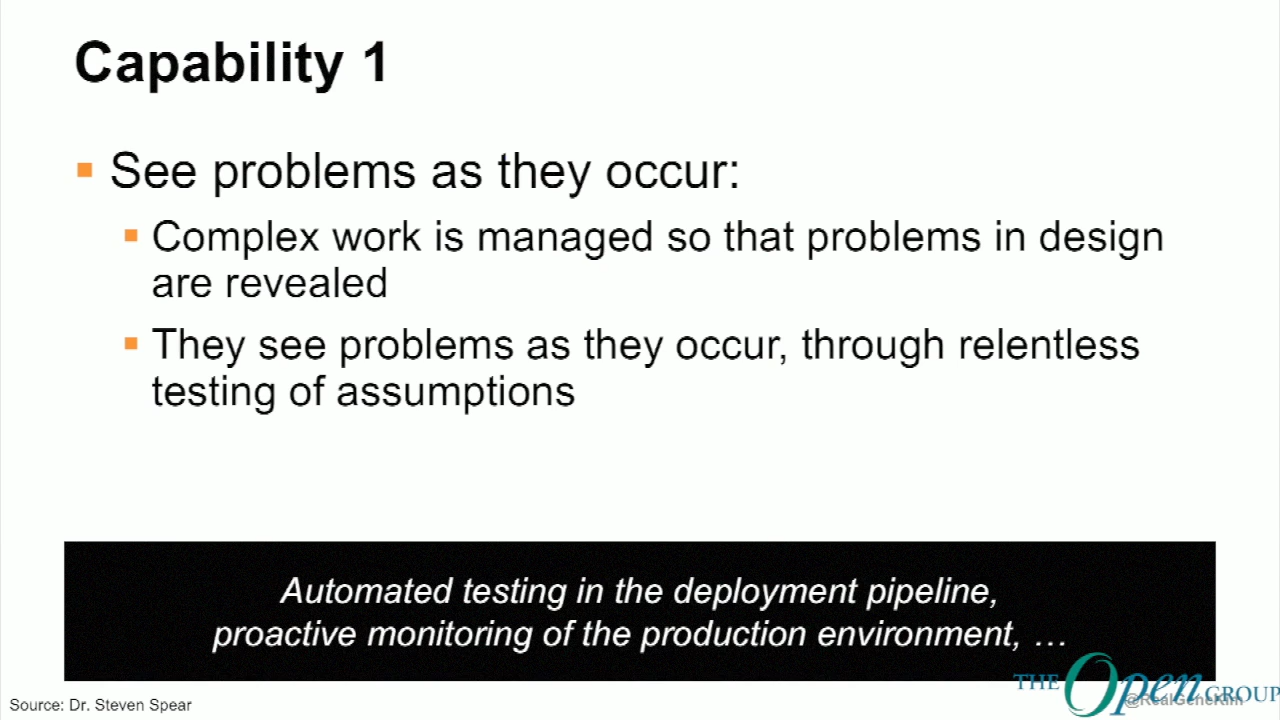 Capability 1
See problems as they occur:
Complex work is managed so that problems in design
are revealed
They see problems as they occur, through relentless
testing of assumptions
Automated testing in the deployment pipeline,
proactive monitoring of the production environment, …
THE Open GROUP
@RealGeneKim
Source: Dr. Steven Spear